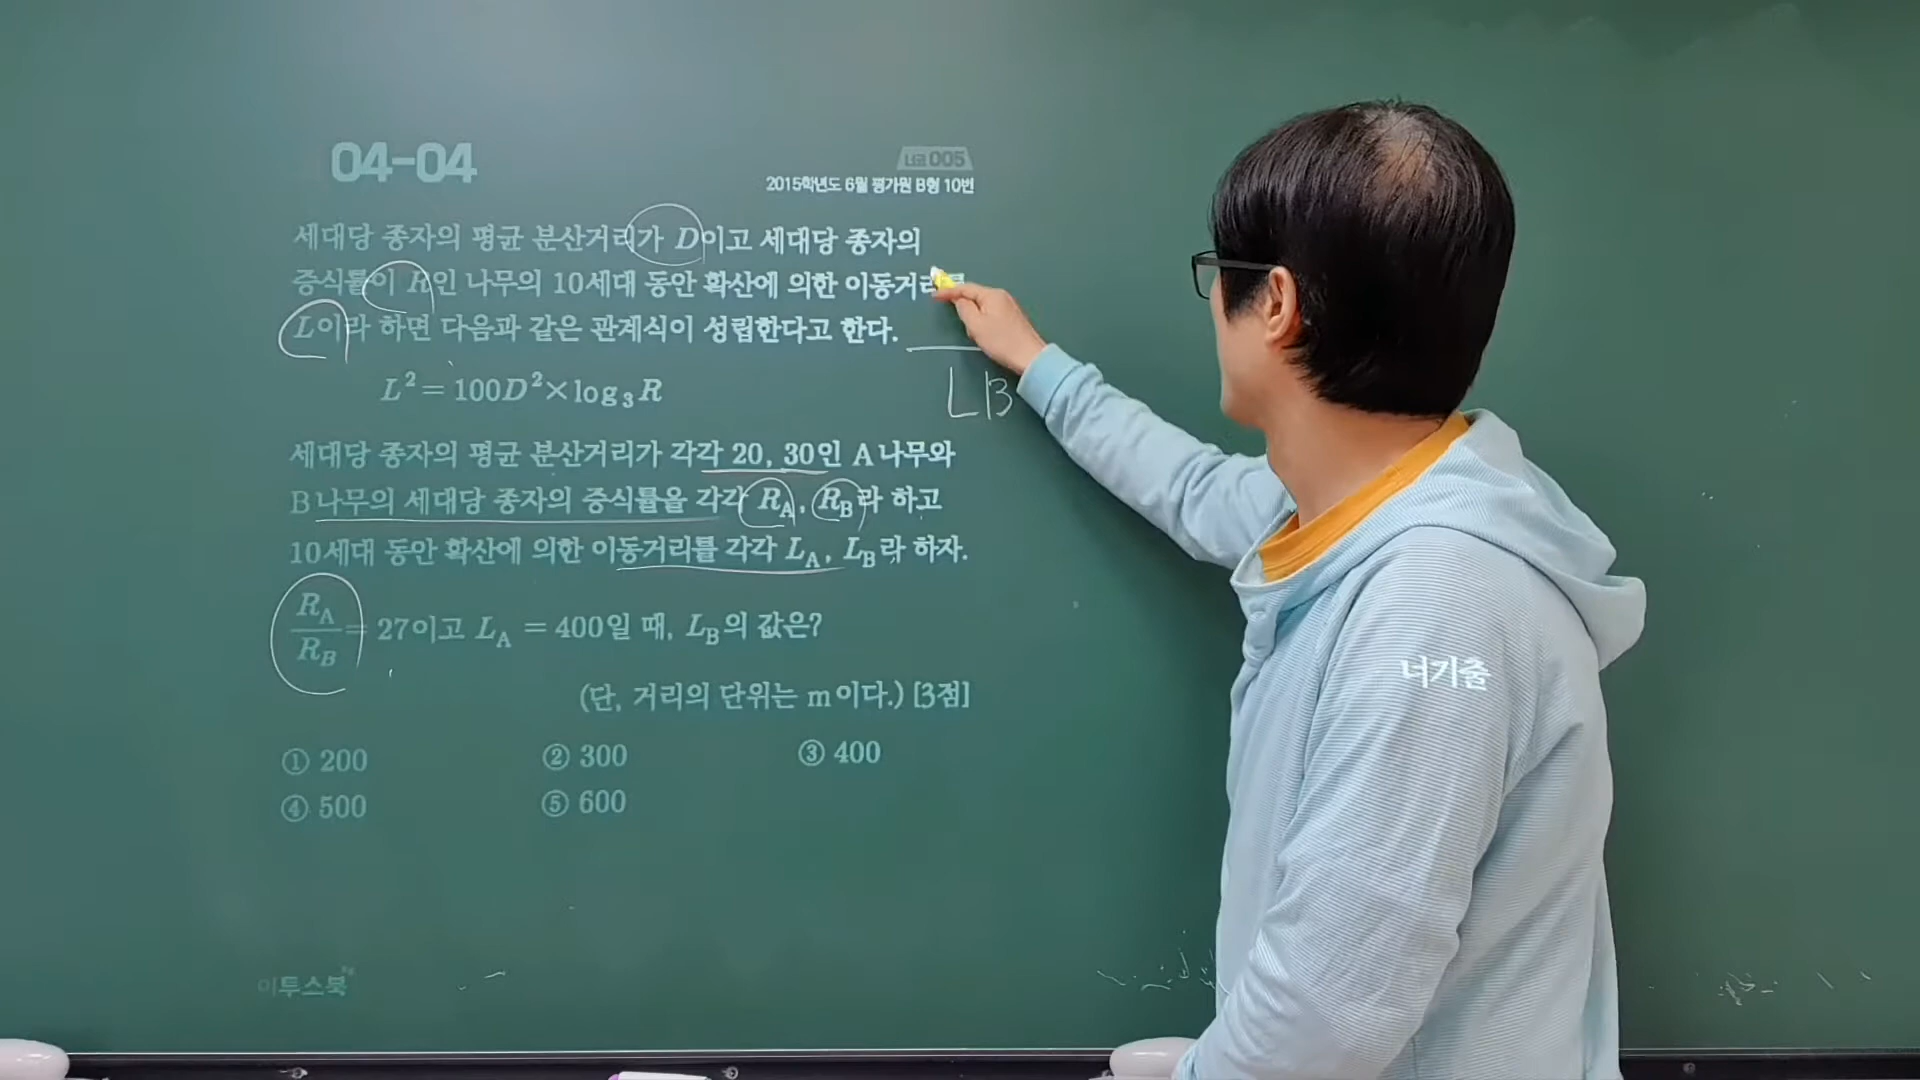 04-04
너코 005
2015학년도 6월 평가원 B형 10번
세대당 종자의 평균 분산거리가 D이고 세대당 종자의
증식률이 R인 나무의 10세대 동안 확산에 의한 이동거리를
L이라 하면 다음과 같은 관계식이 성립한다고 한다.
L² = 100D² × log₃ R
LB
세대당 종자의 평균 분산거리가 각각 20, 30인 A나무와
B나무의 세대당 종자의 증식률을 각각 R_A, R_B라 하고
10세대 동안 확산에 의한 이동거리를 각각 L_A, L_B라 하자.
R_A/R_B = 27이고 L_A = 400일 때, L_B의 값은?
(단, 거리의 단위는 m이다.) [3점]
① 200 ② 300 ③ 400
④ 500 ⑤ 600
너기출
이투스북